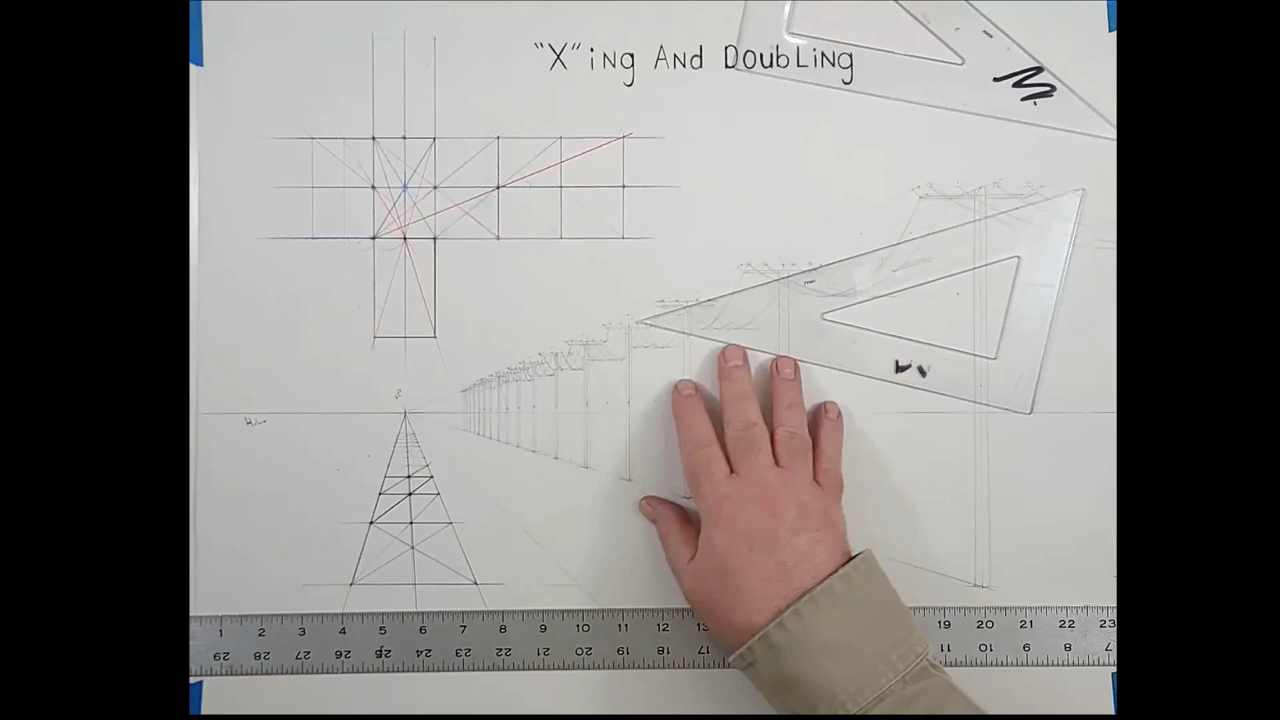 "X"ing And Doubling
HL
1 2 3 4 5 6 7 8 9 10 11 12 13 19 20 21 22 23
29 28 27 26 25 24 23 22 21 20 19 18 17 11 10 9 8 7